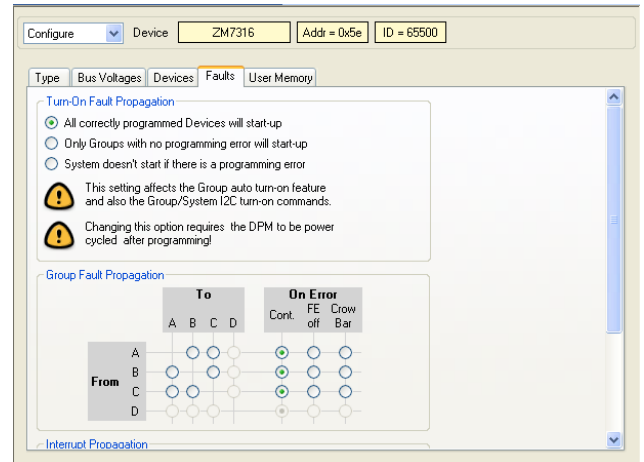 Configure Device ZM7316 Addr = 0x5e ID = 65500
Type Bus Voltages Devices Faults User Memory
Turn-On Fault Propagation
All correctly programmed Devices will start-up
Only Groups with no programming error will start-up
System doesn't start if there is a programming error
This setting affects the Group auto turn-on feature
and also the Group/System I2C turn-on commands.
Changing this option requires the DPM to be power
cycled after programming!
Group Fault Propagation
To On Error
A B C D Cont. FE off Crow Bar
A
B
From
C
D
Interrupt Propagation